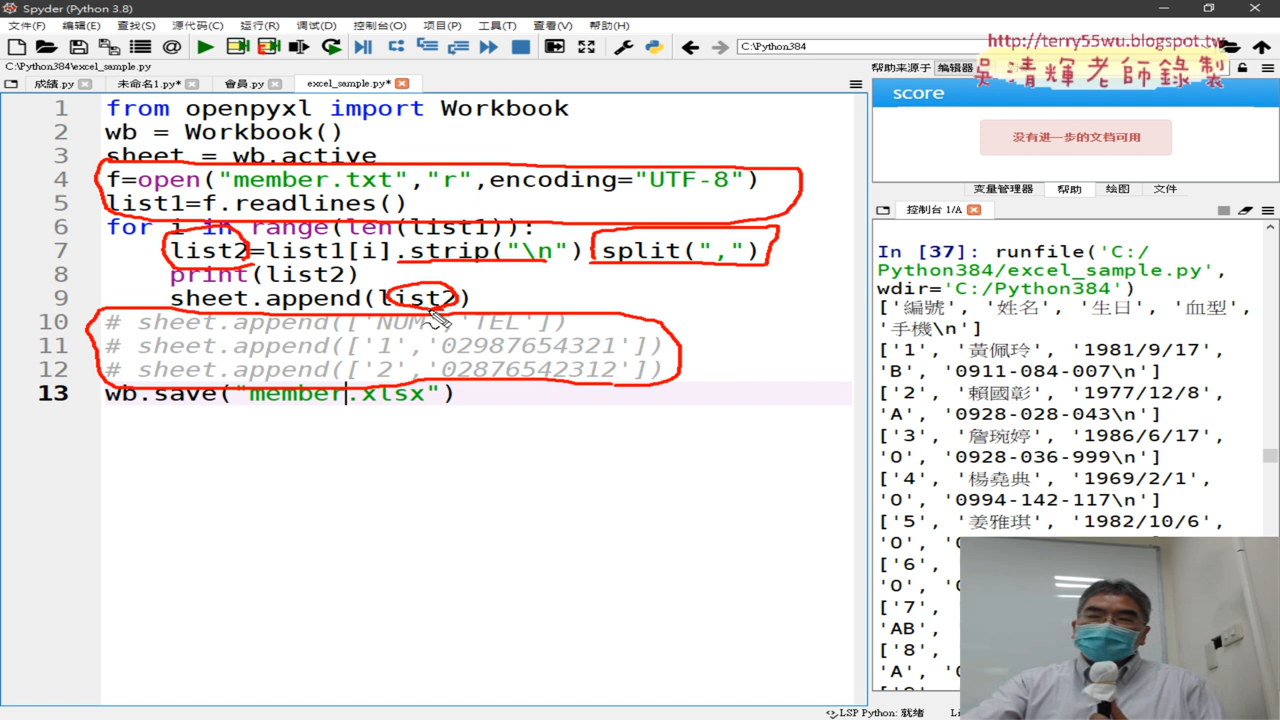 Spyder (Python 3.8)
文件(F) 编辑(E) 查找(S) 源代码(C) 运行(R) 调试(D) 控制台(O) 项目(P) 工具(T) 查看(V) 帮助(H)
C:\Python384
http://terry55wu.blogspot.tw
吳清輝老師錄製
C:\Python384\excel_sample.py
成績.py 未命名1.py* 會員.py excel_sample.py*
1 from openpyxl import Workbook
2 wb = Workbook()
3 sheet = wb.active
4 f=open("member.txt","r",encoding="UTF-8")
5 list1=f.readlines()
6 for i in range(len(list1)):
7 list2=list1[i].strip("\n") split(",")
8 print(list2)
9 sheet.append(list2)
10 # sheet.append(['NUM','TEL'])
11 # sheet.append(['1','02987654321'])
12 # sheet.append(['2','02876542312'])
13 wb.save("member.xlsx")
帮助来源于 编辑器
score
没有进一步的文档可用
变量管理器 帮助 绘图 文件
控制台 1/A
In [37]: runfile('C:/
Python384/excel_sample.py',
wdir='C:/Python384')
['編號', '姓名', '生日', '血型',
'手機\n']
['1', '黃佩玲', '1981/9/17',
'B', '0911-084-007\n']
['2', '賴國彰', '1977/12/8',
'A', '0928-028-043\n']
['3', '詹琬婷', '1986/6/17',
'O', '0928-036-999\n']
['4', '楊堯典', '1969/2/1',
'O', '0994-142-117\n']
['5', '姜雅琪', '1982/10/6',
'O',
['6'
'O',
['7'
'AB'
['8'
'A',
LSP Python: 就绪